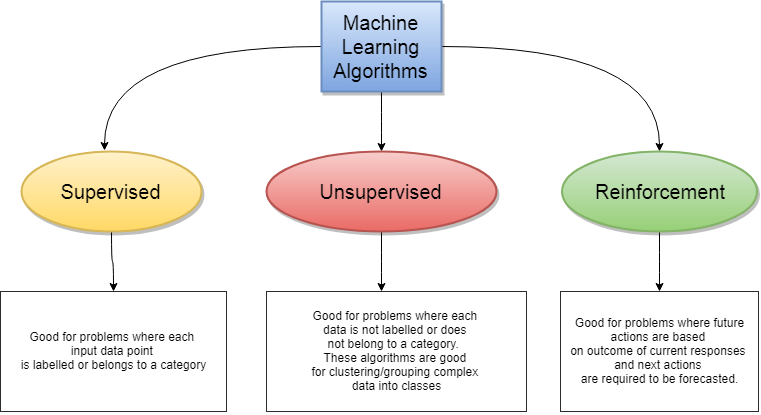 Machine
Learning
Algorithms
Supervised
Unsupervised
Reinforcement
Good for problems where each
input data point
is labelled or belongs to a category
Good for problems where each
data is not labelled or does
not belong to a category.
These algorithms are good
for clustering/grouping complex
data into classes
Good for problems where future
actions are based
on outcome of current responses
and next actions
are required to be forecasted.